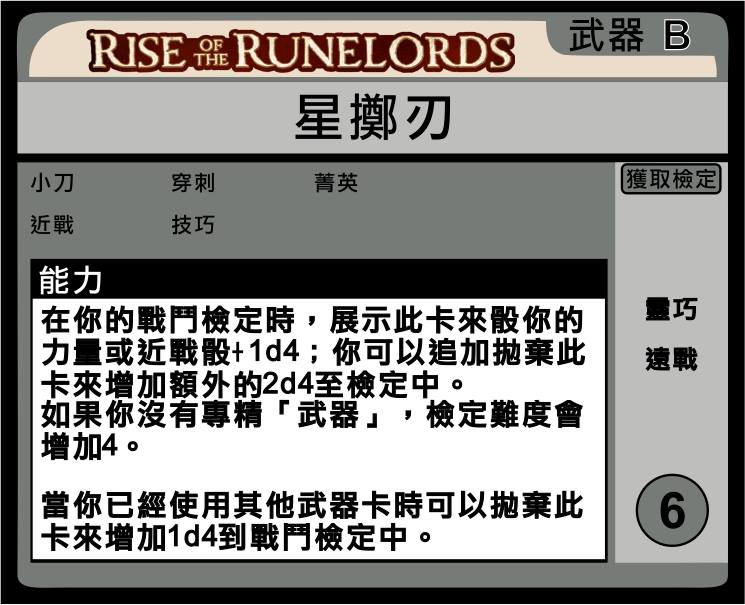 RISE OF THE RUNELORDS
武器 B
星擲刃
小刀 穿刺 菁英
獲取檢定
近戰 技巧
能力
在你的戰鬥檢定時，展示此卡來骰你的
力量或近戰骰+1d4；你可以追加拋棄此
卡來增加額外的2d4至檢定中。
如果你沒有專精「武器」，檢定難度會
增加4。
當你已經使用其他武器卡時可以拋棄此
卡來增加1d4到戰鬥檢定中。
靈巧
遠戰
6